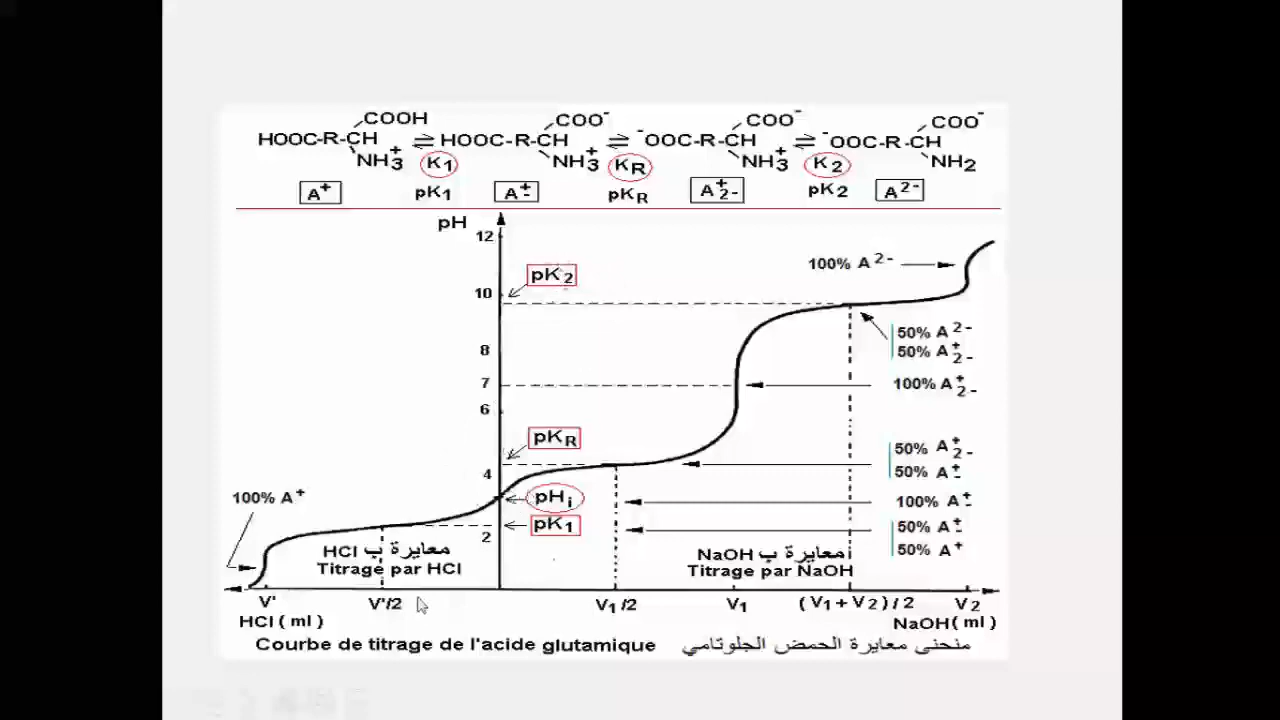 COOH COO⁻ COO⁻ COO⁻
HOOC-R-CH ⇌ HOOC-R-CH ⇌ ⁻OOC-R-CH ⇌ ⁻OOC-R-CH
NH₃⁺ K₁ NH₃⁺ KR NH₃⁺ K₂ NH₂
A⁺ pK₁ A± pKR A⁺₂₋ pK₂ A²⁻
pH
12
100% A²⁻
pK₂
10
50% A²⁻
50% A⁺₂₋
8
7
100% A⁺₂₋
6
pKR
50% A⁺₂₋
50% A±
4
100% A⁺
pHi
100% A±
pK₁
50% A±
50% A⁺
2
معايرة ب HCl
Titrage par HCl
معايرة ب NaOH
Titrage par NaOH
V' V'/2 V₁/2 V₁ (V₁+V₂)/2 V₂
HCl (ml) NaOH (ml)
Courbe de titrage de l'acide glutamique منحنى معايرة الحمض الجلوتامي